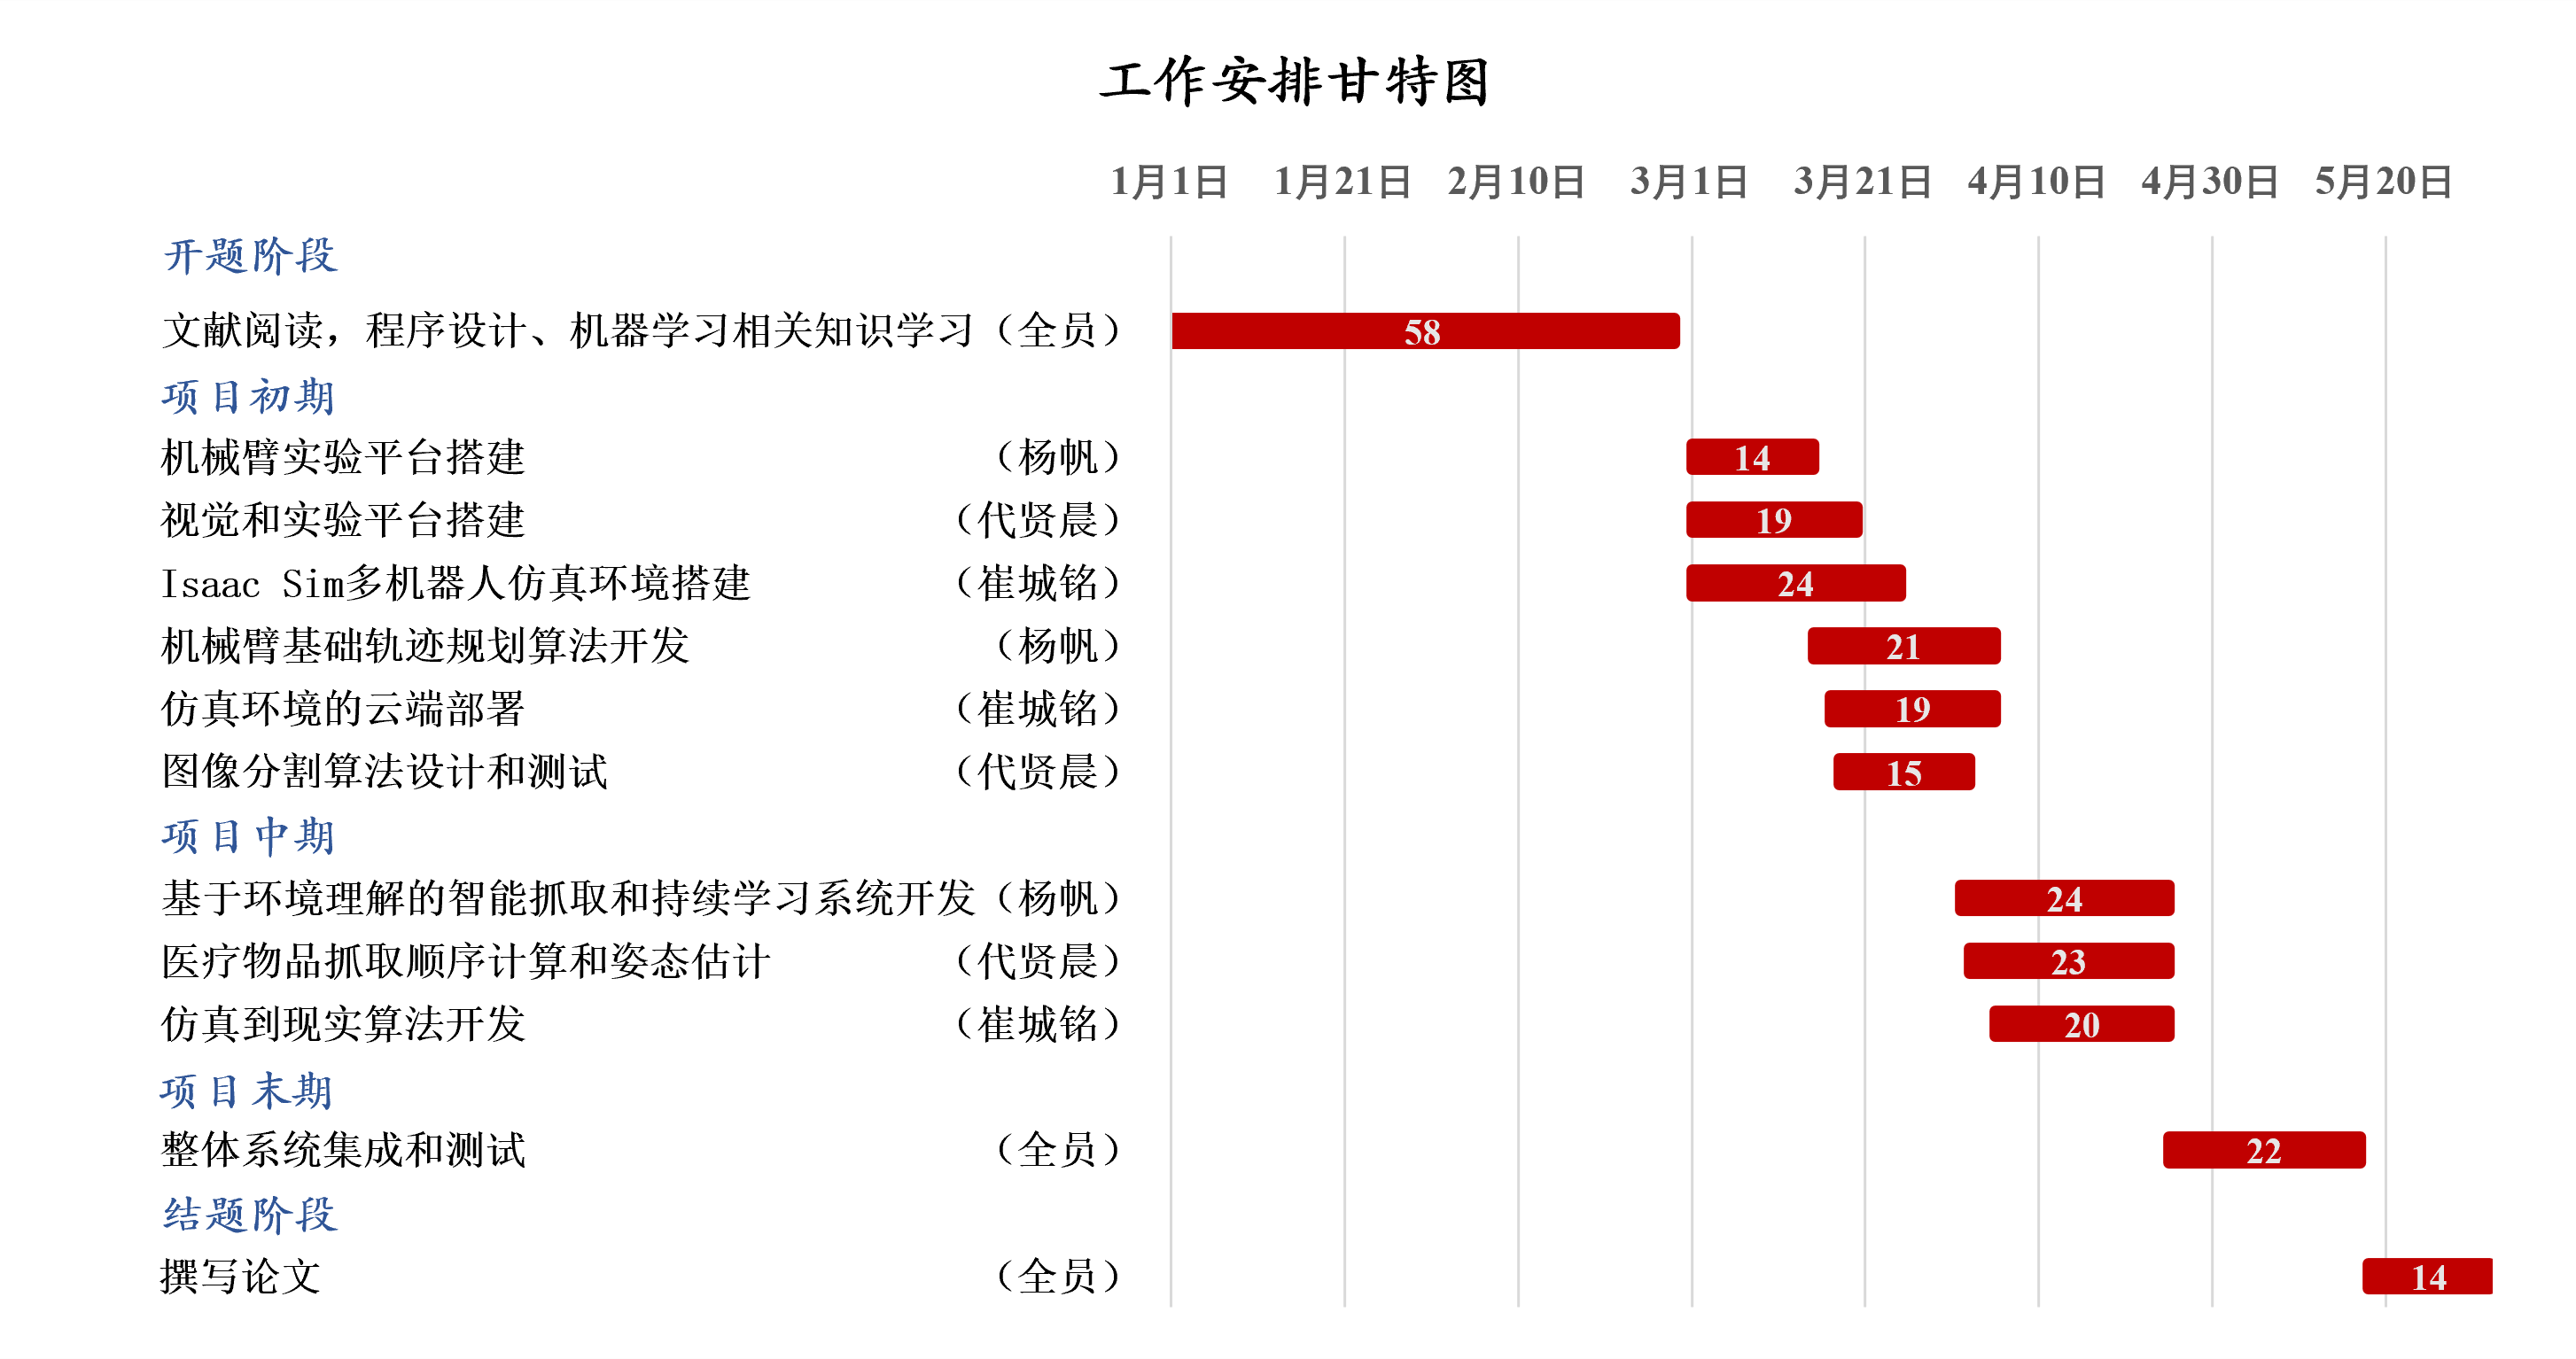 工作安排甘特图
1月1日 1月21日 2月10日 3月1日 3月21日 4月10日 4月30日 5月20日
开题阶段
文献阅读，程序设计、机器学习相关知识学习（全员） 58
项目初期
机械臂实验平台搭建 （杨帆） 14
视觉和实验平台搭建 （代贤晨） 19
Isaac Sim多机器人仿真环境搭建 （崔城铭） 24
机械臂基础轨迹规划算法开发 （杨帆） 21
仿真环境的云端部署 （崔城铭） 19
图像分割算法设计和测试 （代贤晨） 15
项目中期
基于环境理解的智能抓取和持续学习系统开发（杨帆） 24
医疗物品抓取顺序计算和姿态估计 （代贤晨） 23
仿真到现实算法开发 （崔城铭） 20
项目末期
整体系统集成和测试 （全员） 22
结题阶段
撰写论文 （全员） 14